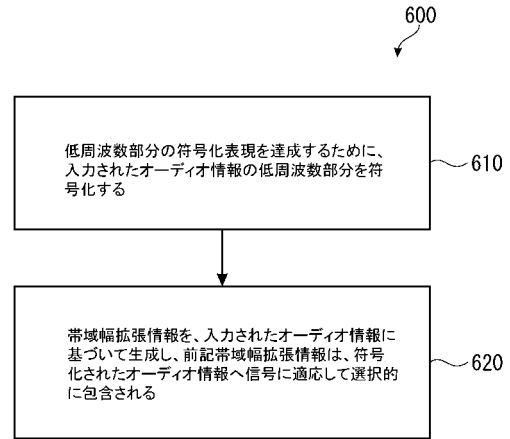 600
低周波数部分の符号化表現を達成するために、
入力されたオーディオ情報の低周波数部分を符
号化する
610
帯域幅拡張情報を、入力されたオーディオ情報に
基づいて生成し、前記帯域幅拡張情報は、符号
化されたオーディオ情報へ信号に適応して選択的
に包含される
620